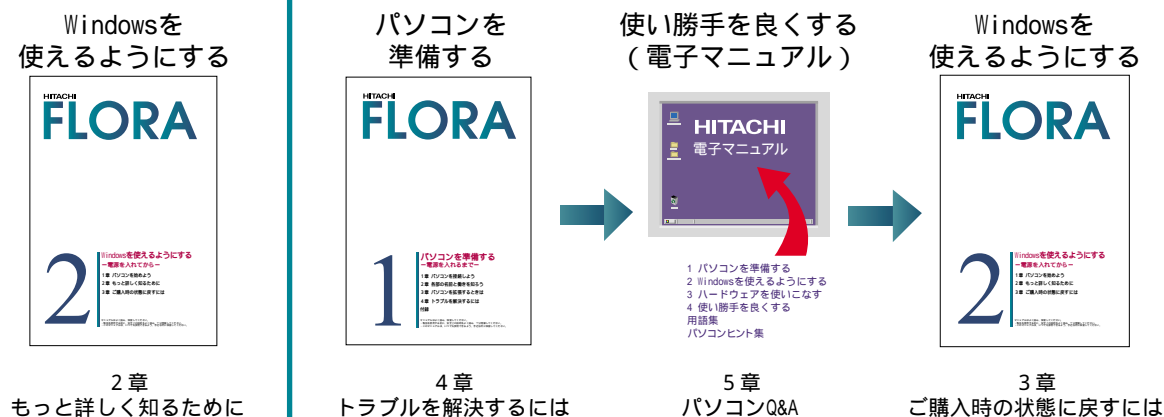 Windowsを
使えるようにする
HITACHI
FLORA
2
Windowsを使えるようにする
－電源を入れてから－
1章 パソコンを始めよう
2章 もっと詳しく知るために
3章 ご購入時の状態に戻すには
2章
もっと詳しく知るために
パソコンを
準備する
HITACHI
FLORA
1
パソコンを準備する
－電源を入れるまで－
1章 パソコンを接続しよう
2章 各部の名前と働きを知ろう
3章 パソコンを拡張するときは
4章 トラブルを解決するには
付録
4章
トラブルを解決するには
使い勝手を良くする
（電子マニュアル）
HITACHI
電子マニュアル
1 パソコンを準備する
2 Windowsを使えるようにする
3 ハードウェアを使いこなす
4 使い勝手を良くする
用語集
パソコンヒント集
5章
パソコンQ&A
Windowsを
使えるようにする
HITACHI
FLORA
2
Windowsを使えるようにする
－電源を入れてから－
1章 パソコンを始めよう
2章 もっと詳しく知るために
3章 ご購入時の状態に戻すには
3章
ご購入時の状態に戻すには